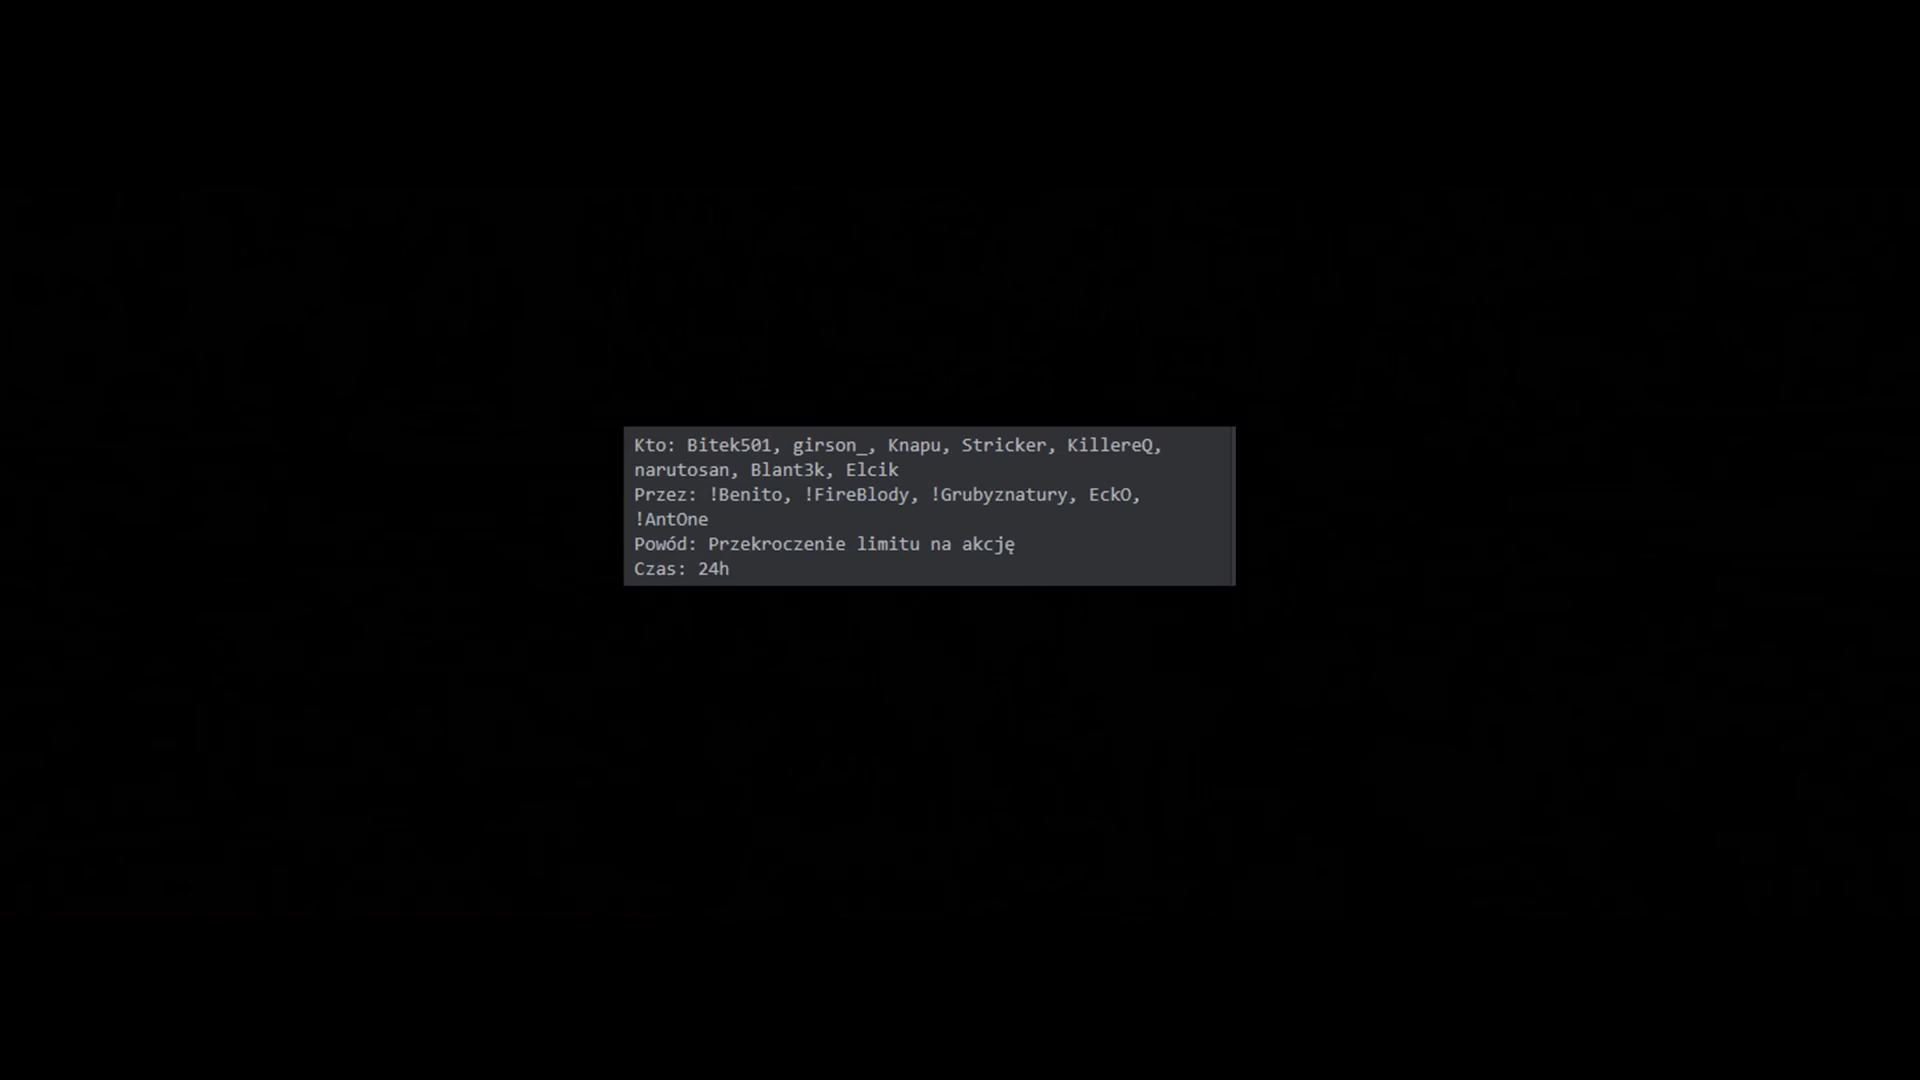 Kto: Bitek501, girson_, Knapu, Stricker, KillereQ,
narutosan, Blant3k, Elcik
Przez: !Benito, !FireBlody, !Grubyznatury, EckO,
!AntOne
Powód: Przekroczenie limitu na akcję
Czas: 24h